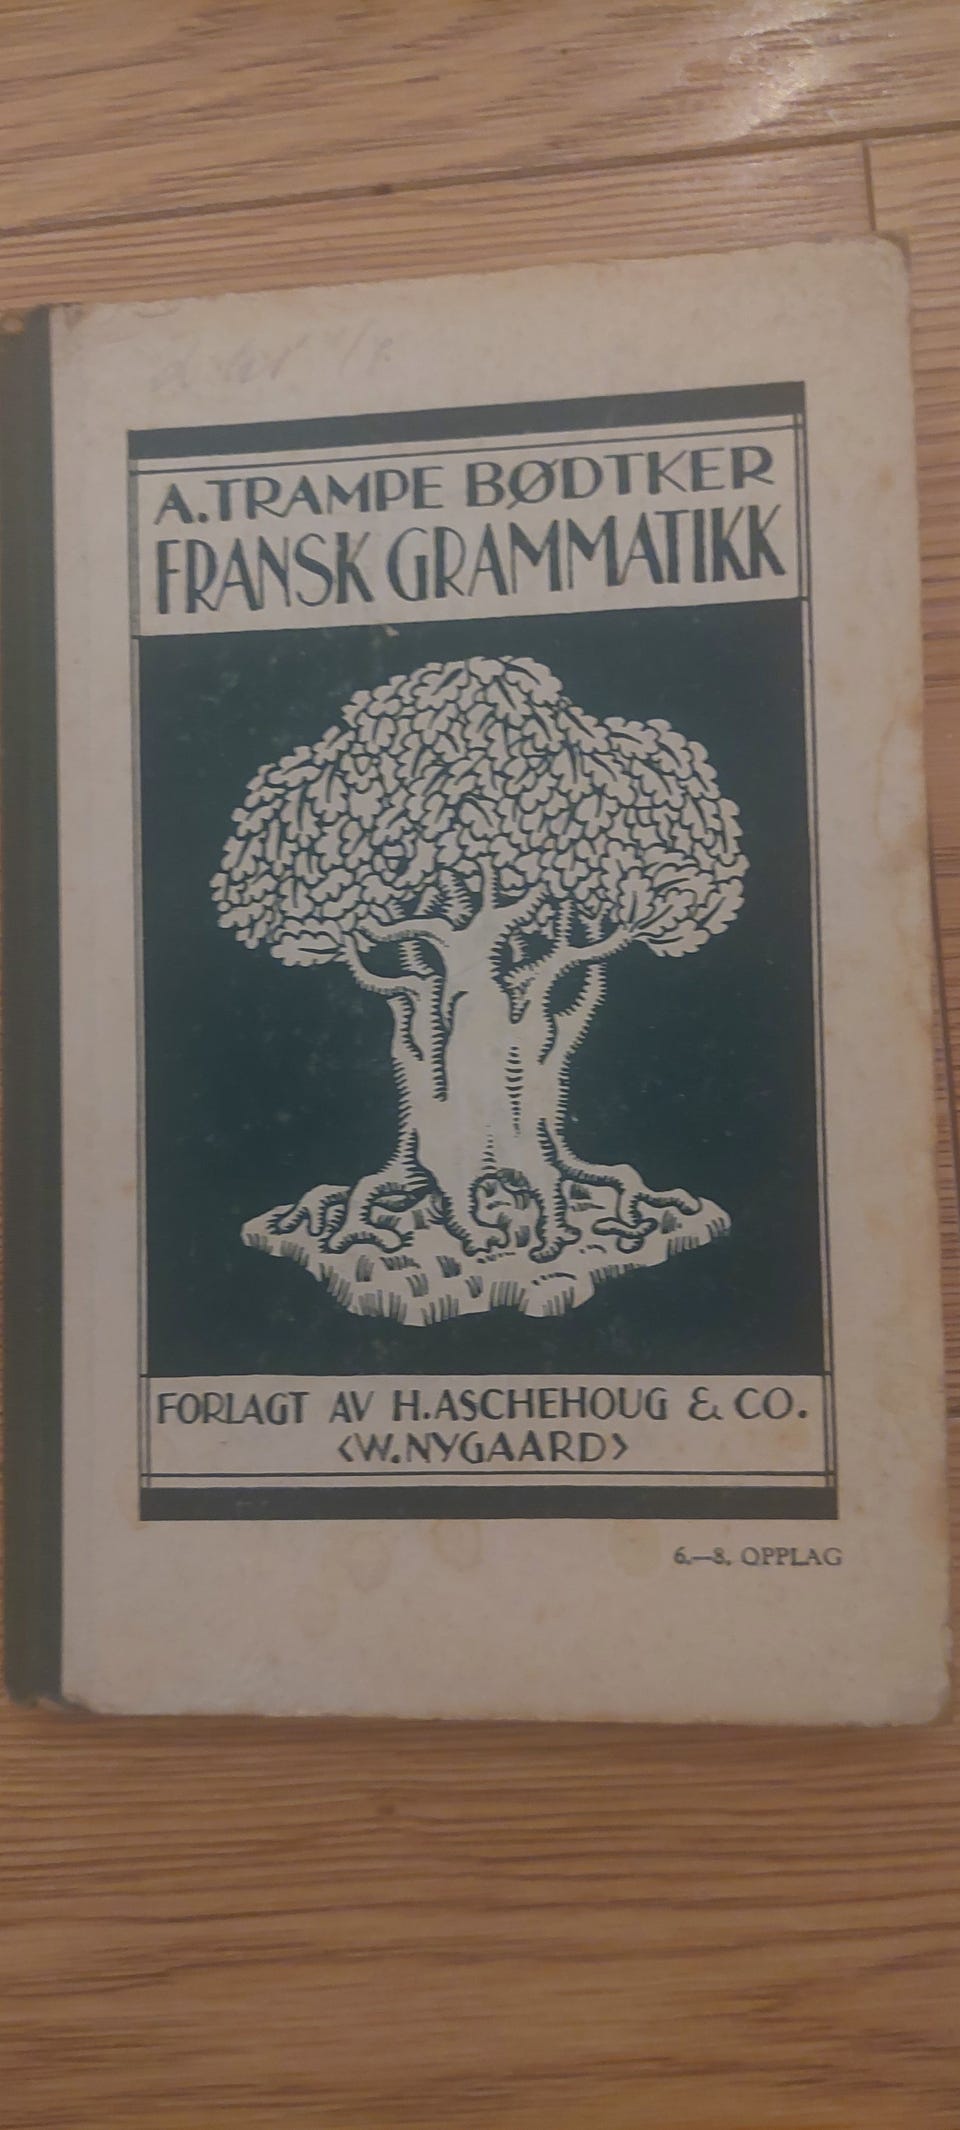 A. TRAMPE BØDTKER
FRANSK GRAMMATIKK
FORLAGT AV H. ASCHEHOUG & CO.
<W. NYGAARD>
6.—8. OPPLAG